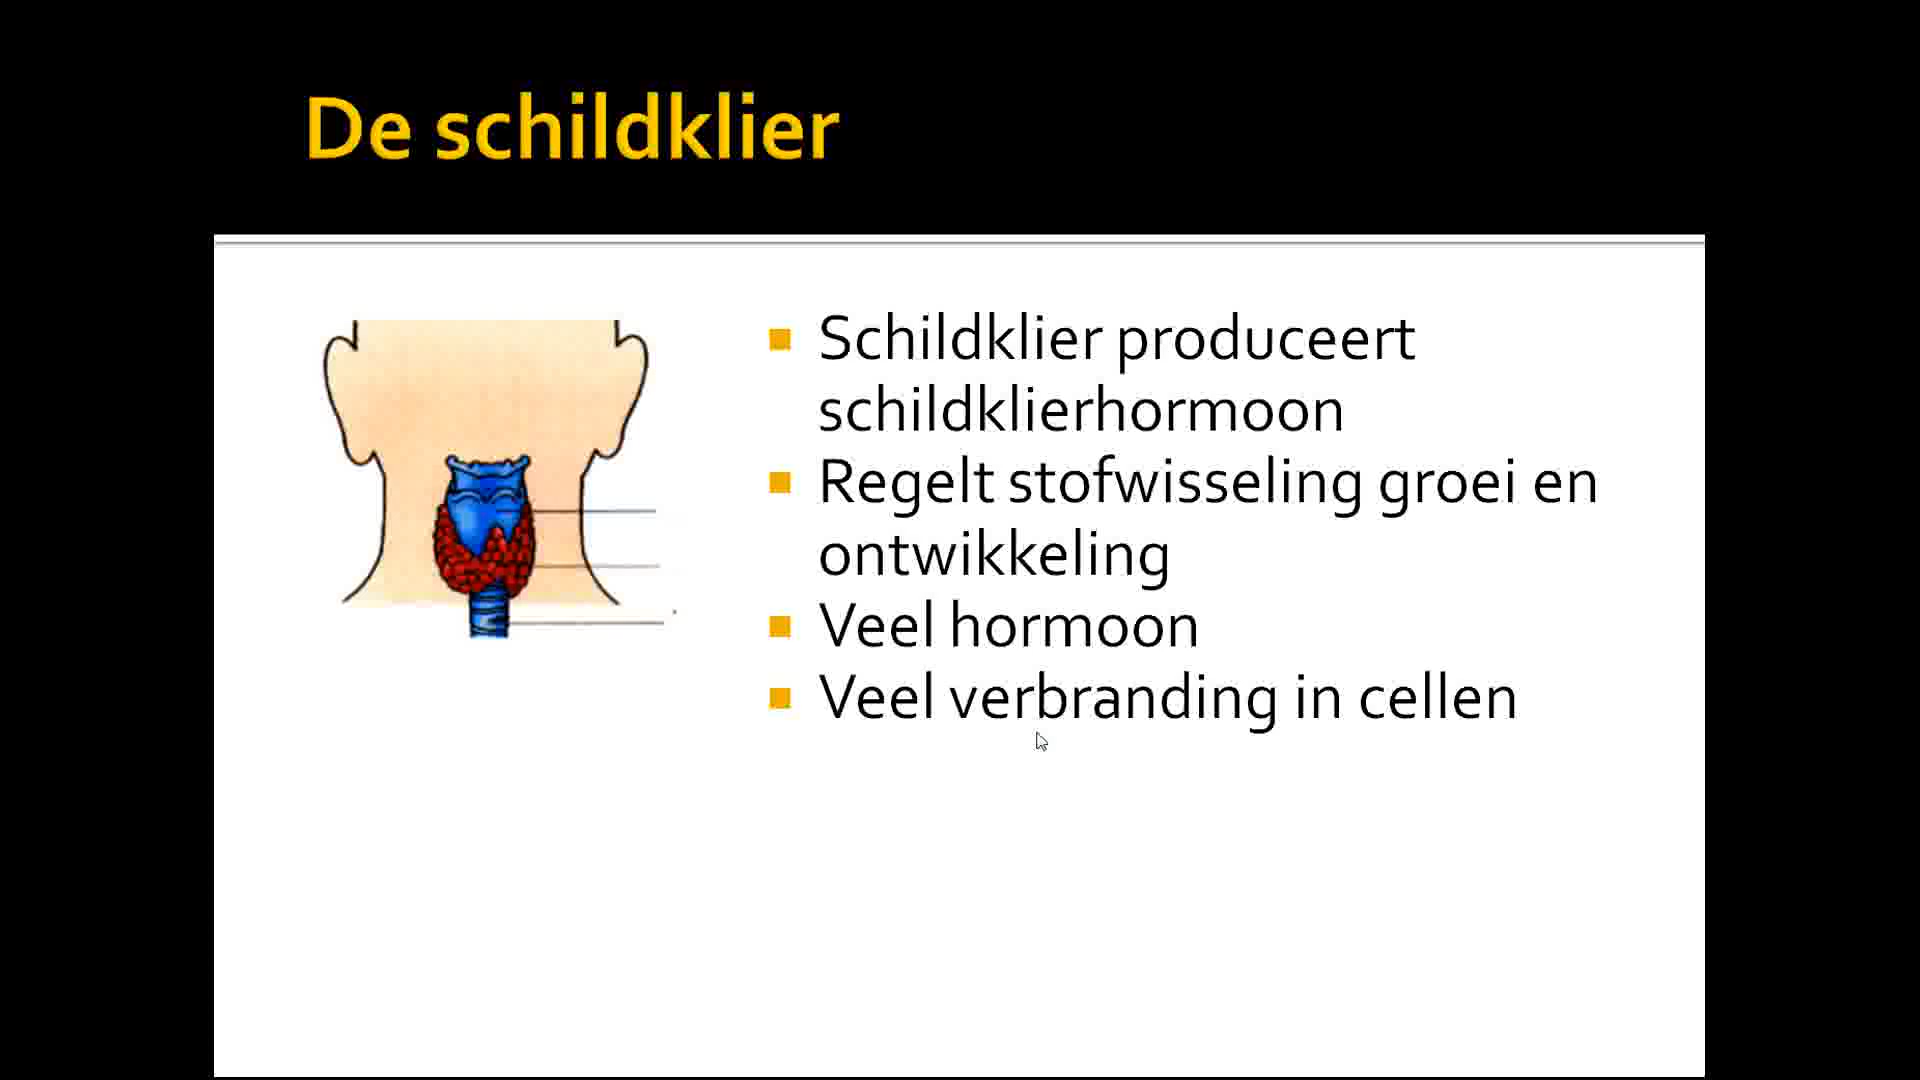 De schildklier
Schildklier produceert
schildklierhormoon
Regelt stofwisseling groei en
ontwikkeling
Veel hormoon
Veel verbranding in cellen